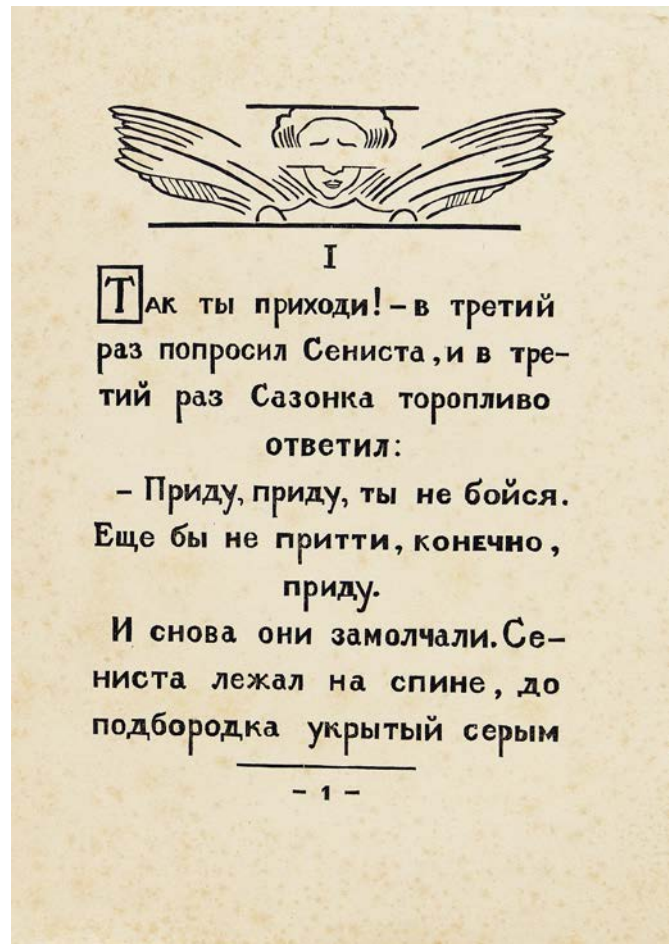 I
Так ты приходи! – в третий
раз попросил Сениста, и в тре–
тий раз Сазонка торопливо
ответил:
– Приду, приду, ты не бойся.
Еще бы не притти, конечно,
приду.
И снова они замолчали. Се–
ниста лежал на спине, до
подбородка укрытый серым
– 1 –